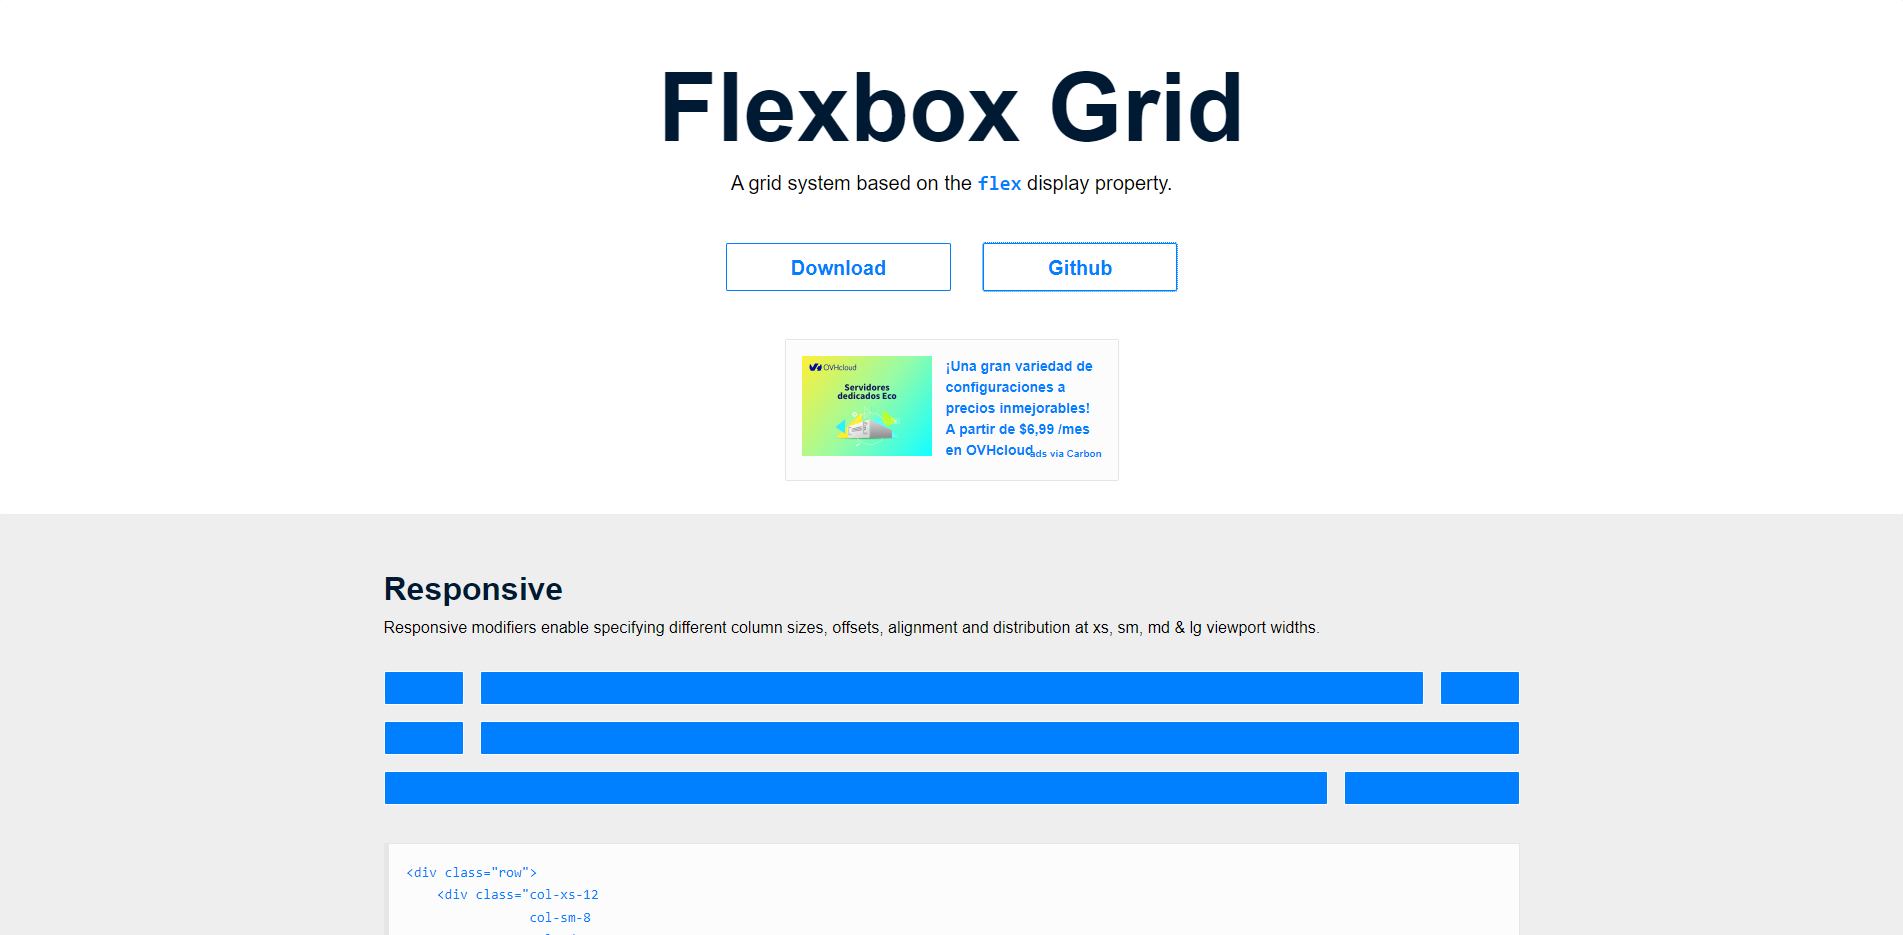 Flexbox Grid
A grid system based on the flex display property.
Download
Github
OVHcloud
Servidores
dedicados Eco
¡Una gran variedad de
configuraciones a
precios inmejorables!
A partir de $6,99 /mes
en OVHcloud
ads via Carbon
Responsive
Responsive modifiers enable specifying different column sizes, offsets, alignment and distribution at xs, sm, md & lg viewport widths.
<div class="row">
<div class="col-xs-12
col-sm-8